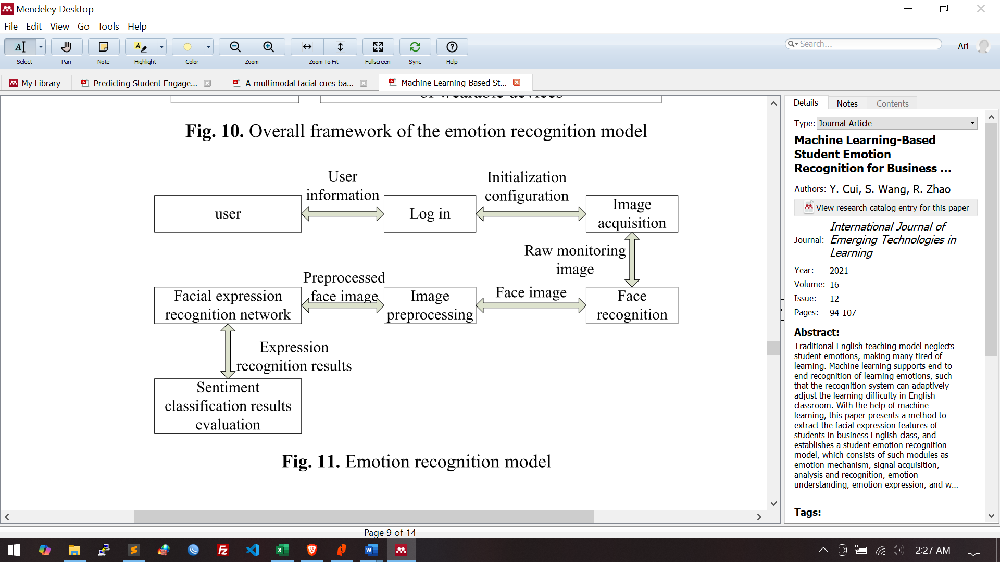 Mendeley Desktop
File Edit View Go Tools Help
Select Pan Note Highlight Color Zoom Zoom To Fit Fullscreen Sync Help
Search...
Ari
My Library
Predicting Student Engage...
A multimodal facial cues ba...
Machine Learning-Based St...
of wearable devices
Fig. 10. Overall framework of the emotion recognition model
user
User
information
Log in
Initialization
configuration
Image
acquisition
Raw monitoring
image
Face
recognition
Face image
Image
preprocessing
Preprocessed
face image
Facial expression
recognition network
Expression
recognition results
Sentiment
classification results
evaluation
Fig. 11. Emotion recognition model
Page 9 of 14
Details Notes Contents
Type: Journal Article
Machine Learning-Based
Student Emotion
Recognition for Business ...
Authors: Y. Cui, S. Wang, R. Zhao
View research catalog entry for this paper
Journal: International Journal of
Emerging Technologies in
Learning
Year: 2021
Volume: 16
Issue: 12
Pages: 94-107
Abstract:
Traditional English teaching model neglects
student emotions, making many tired of
learning. Machine learning supports end-to-
end recognition of learning emotions, such
that the recognition system can adaptively
adjust the learning difficulty in English
classroom. With the help of machine
learning, this paper presents a method to
extract the facial expression features of
students in business English class, and
establishes a student emotion recognition
model, which consists of such modules as
emotion mechanism, signal acquisition,
analysis and recognition, emotion
understanding, emotion expression, and w...
Tags:
2:27 AM